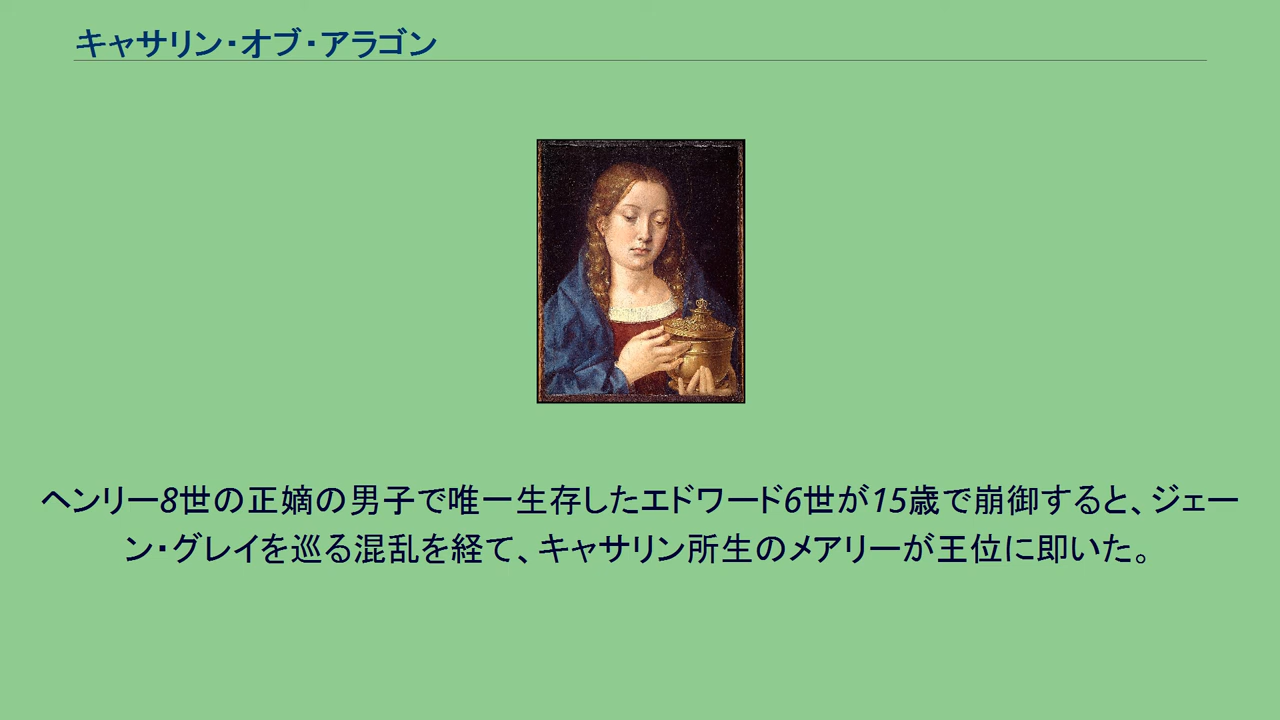 キャサリン・オブ・アラゴン
ヘンリー8世の正嫡の男子で唯一生存したエドワード6世が15歳で崩御すると、ジェー
ン・グレイを巡る混乱を経て、キャサリン所生のメアリーが王位に即いた。